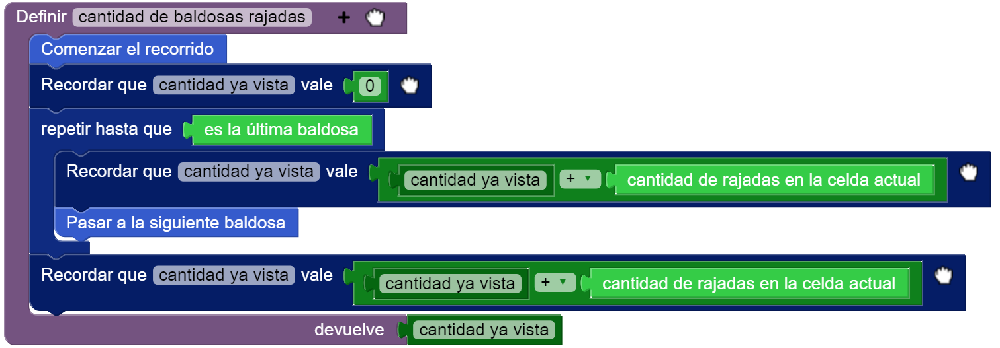 Definir cantidad de baldosas rajadas +
Comenzar el recorrido
Recordar que cantidad ya vista vale 0
repetir hasta que es la última baldosa
Recordar que cantidad ya vista vale cantidad ya vista + cantidad de rajadas en la celda actual
Pasar a la siguiente baldosa
Recordar que cantidad ya vista vale cantidad ya vista + cantidad de rajadas en la celda actual
devuelve cantidad ya vista